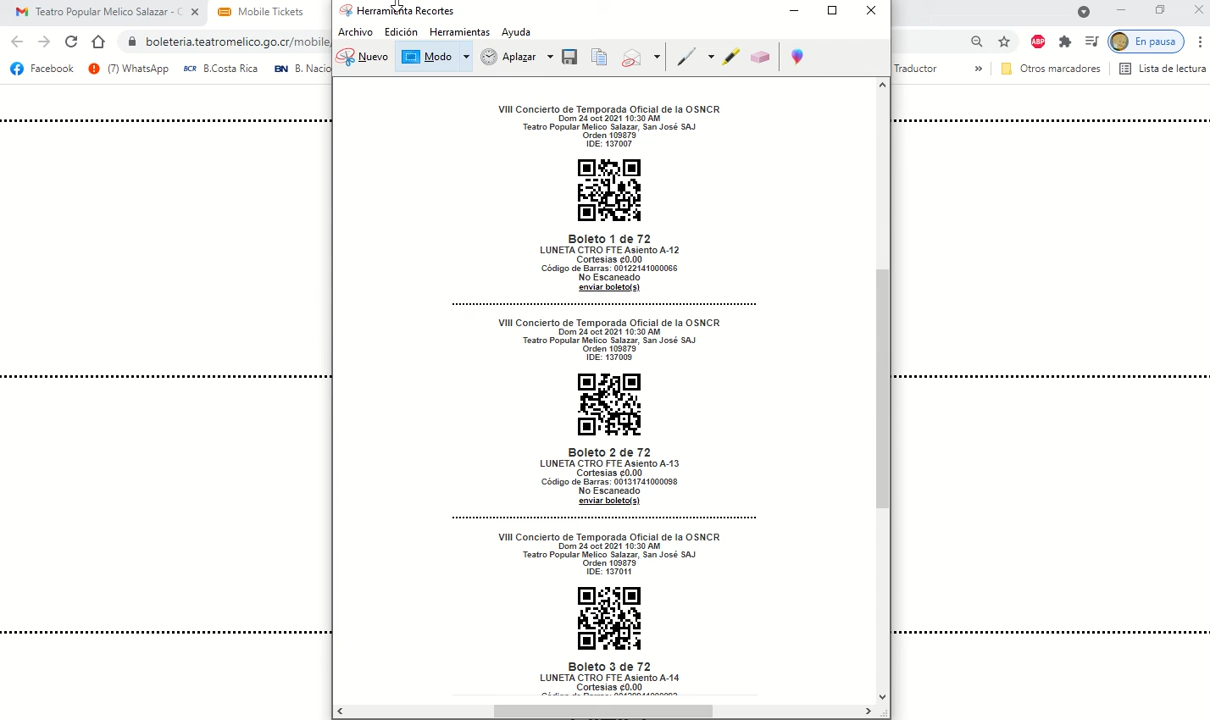 Teatro Popular Melico Salazar - C
Mobile Tickets
Herramienta Recortes
boleteria.teatromelico.go.cr/mobile
En pausa
Facebook
(7) WhatsApp
BCR B.Costa Rica
BN B. Nacio
Traductor
»
Otros marcadores
Lista de lectura
Archivo Edición Herramientas Ayuda
Nuevo Modo Aplazar
VIII Concierto de Temporada Oficial de la OSNCR
Dom 24 oct 2021 10:30 AM
Teatro Popular Melico Salazar, San José SAJ
Orden 109879
IDE: 137007
Boleto 1 de 72
LUNETA CTRO FTE Asiento A-12
Cortesias ¢0.00
Código de Barras: 00122141000066
No Escaneado
enviar boleto(s)
VIII Concierto de Temporada Oficial de la OSNCR
Dom 24 oct 2021 10:30 AM
Teatro Popular Melico Salazar, San José SAJ
Orden 109879
IDE: 137009
Boleto 2 de 72
LUNETA CTRO FTE Asiento A-13
Cortesias ¢0.00
Código de Barras: 00131741000098
No Escaneado
enviar boleto(s)
VIII Concierto de Temporada Oficial de la OSNCR
Dom 24 oct 2021 10:30 AM
Teatro Popular Melico Salazar, San José SAJ
Orden 109879
IDE: 137011
Boleto 3 de 72
LUNETA CTRO FTE Asiento A-14
Cortesias ¢0.00